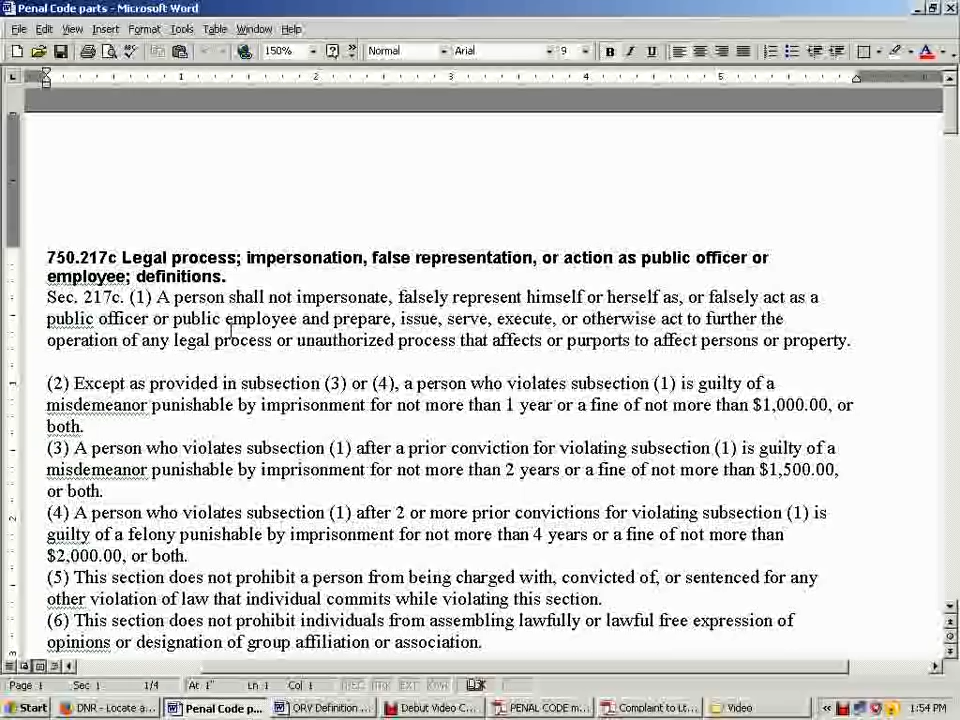 Penal Code parts - Microsoft Word
File Edit View Insert Format Tools Table Window Help
150% Normal Arial 9 B I U
1 2 3 4 5
750.217c Legal process; impersonation, false representation, or action as public officer or
employee; definitions.
Sec. 217c. (1) A person shall not impersonate, falsely represent himself or herself as, or falsely act as a
public officer or public employee and prepare, issue, serve, execute, or otherwise act to further the
operation of any legal process or unauthorized process that affects or purports to affect persons or property.
(2) Except as provided in subsection (3) or (4), a person who violates subsection (1) is guilty of a
misdemeanor punishable by imprisonment for not more than 1 year or a fine of not more than $1,000.00, or
both.
(3) A person who violates subsection (1) after a prior conviction for violating subsection (1) is guilty of a
misdemeanor punishable by imprisonment for not more than 2 years or a fine of not more than $1,500.00,
or both.
(4) A person who violates subsection (1) after 2 or more prior convictions for violating subsection (1) is
guilty of a felony punishable by imprisonment for not more than 4 years or a fine of not more than
$2,000.00, or both.
(5) This section does not prohibit a person from being charged with, convicted of, or sentenced for any
other violation of law that individual commits while violating this section.
(6) This section does not prohibit individuals from assembling lawfully or lawful free expression of
opinions or designation of group affiliation or association.
Page 1 Sec 1 1/4 At 1" Ln 1 Col 1 REC TRK EXT OVR
Start DNR - Locate a... Penal Code p... ORV Definition ... Debut Video C... PENAL CODE m... Complaint to Lt... Video « 1:54 PM